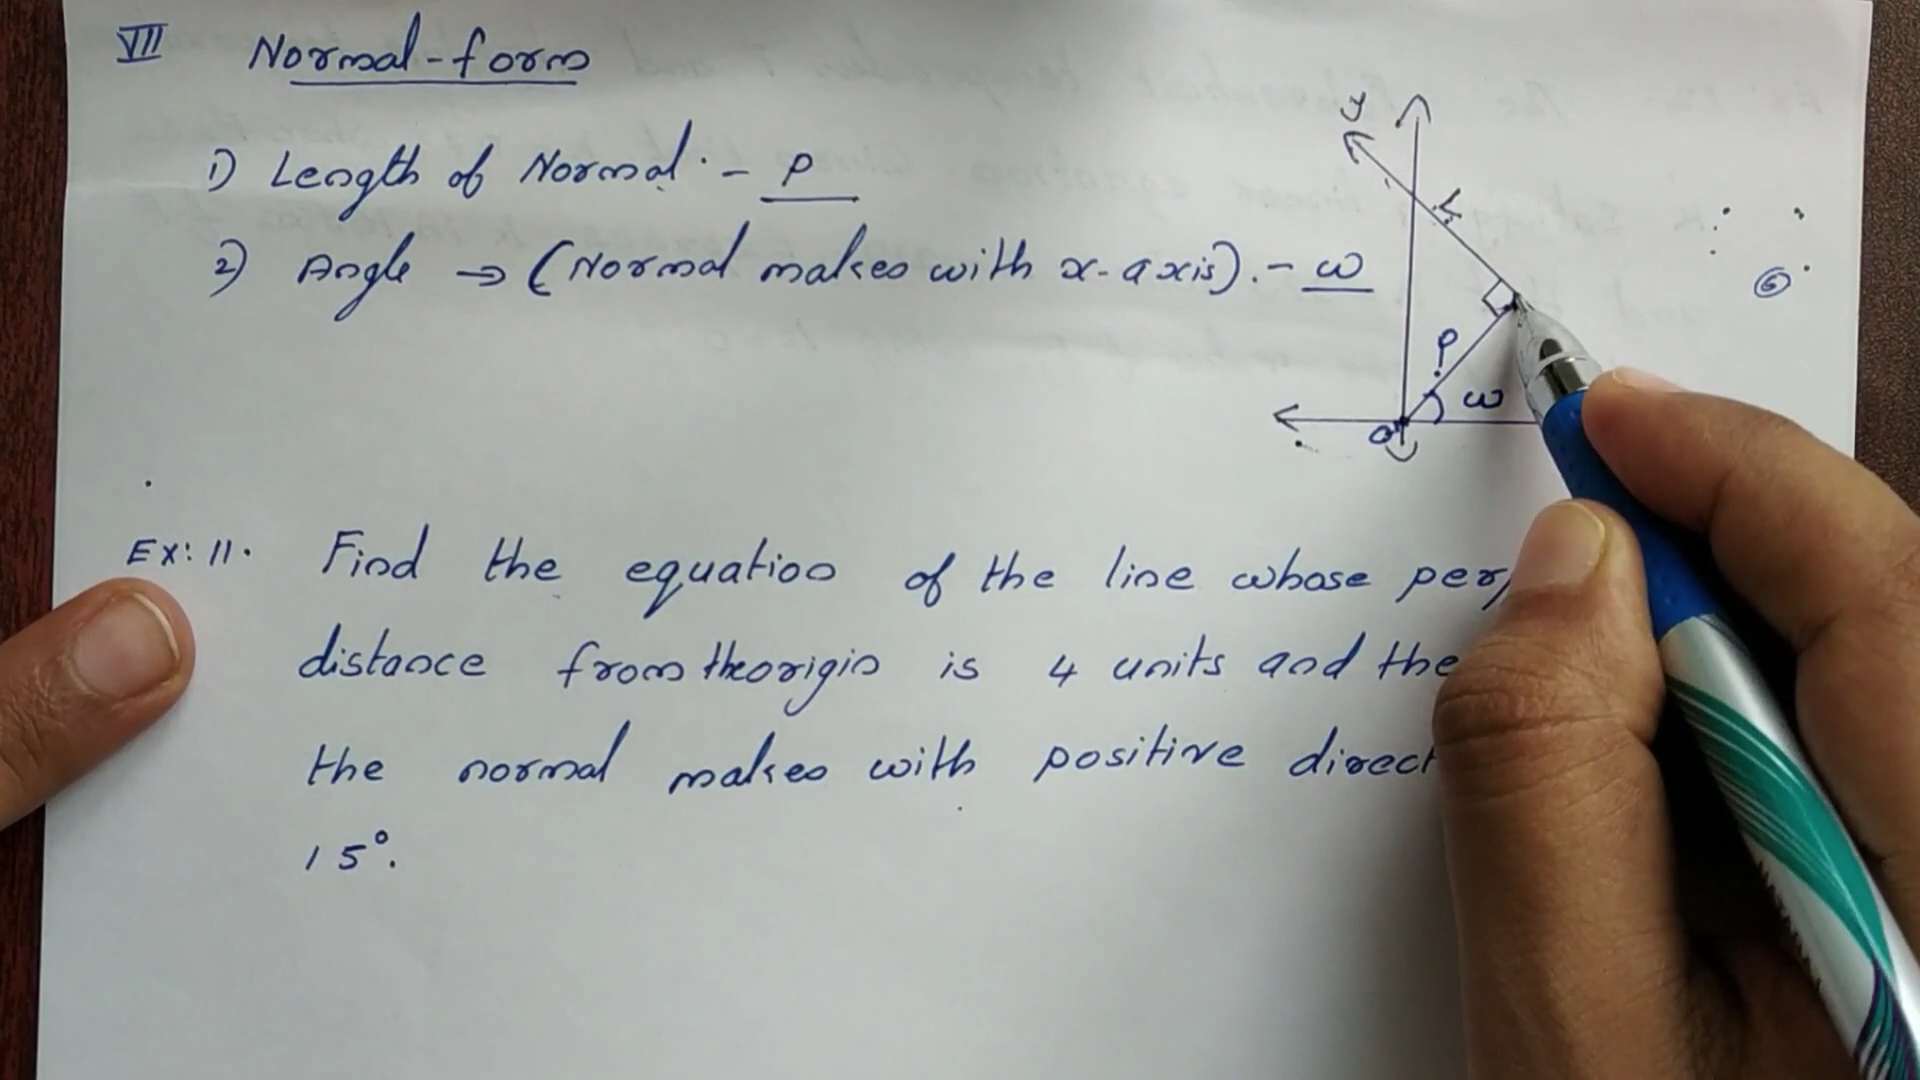 VII Normal-form
1) Length of Normal. - P
2) Angle → (Normal makes with x-axis). - ω
y
L
P
ω
O
6
Ex: 11. Find the equation of the line whose per
distance from the origin is 4 units and the
the normal makes with positive direct
15°.